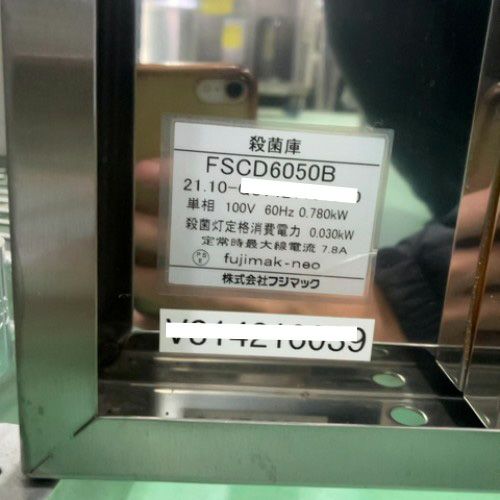 殺菌庫
FSCD6050B
21.10-
単相 100V 60Hz 0.780kW
殺菌灯定格消費電力 0.030kW
定常時最大線電流 7.8A
PSE fujimak-neo
株式会社フジマック